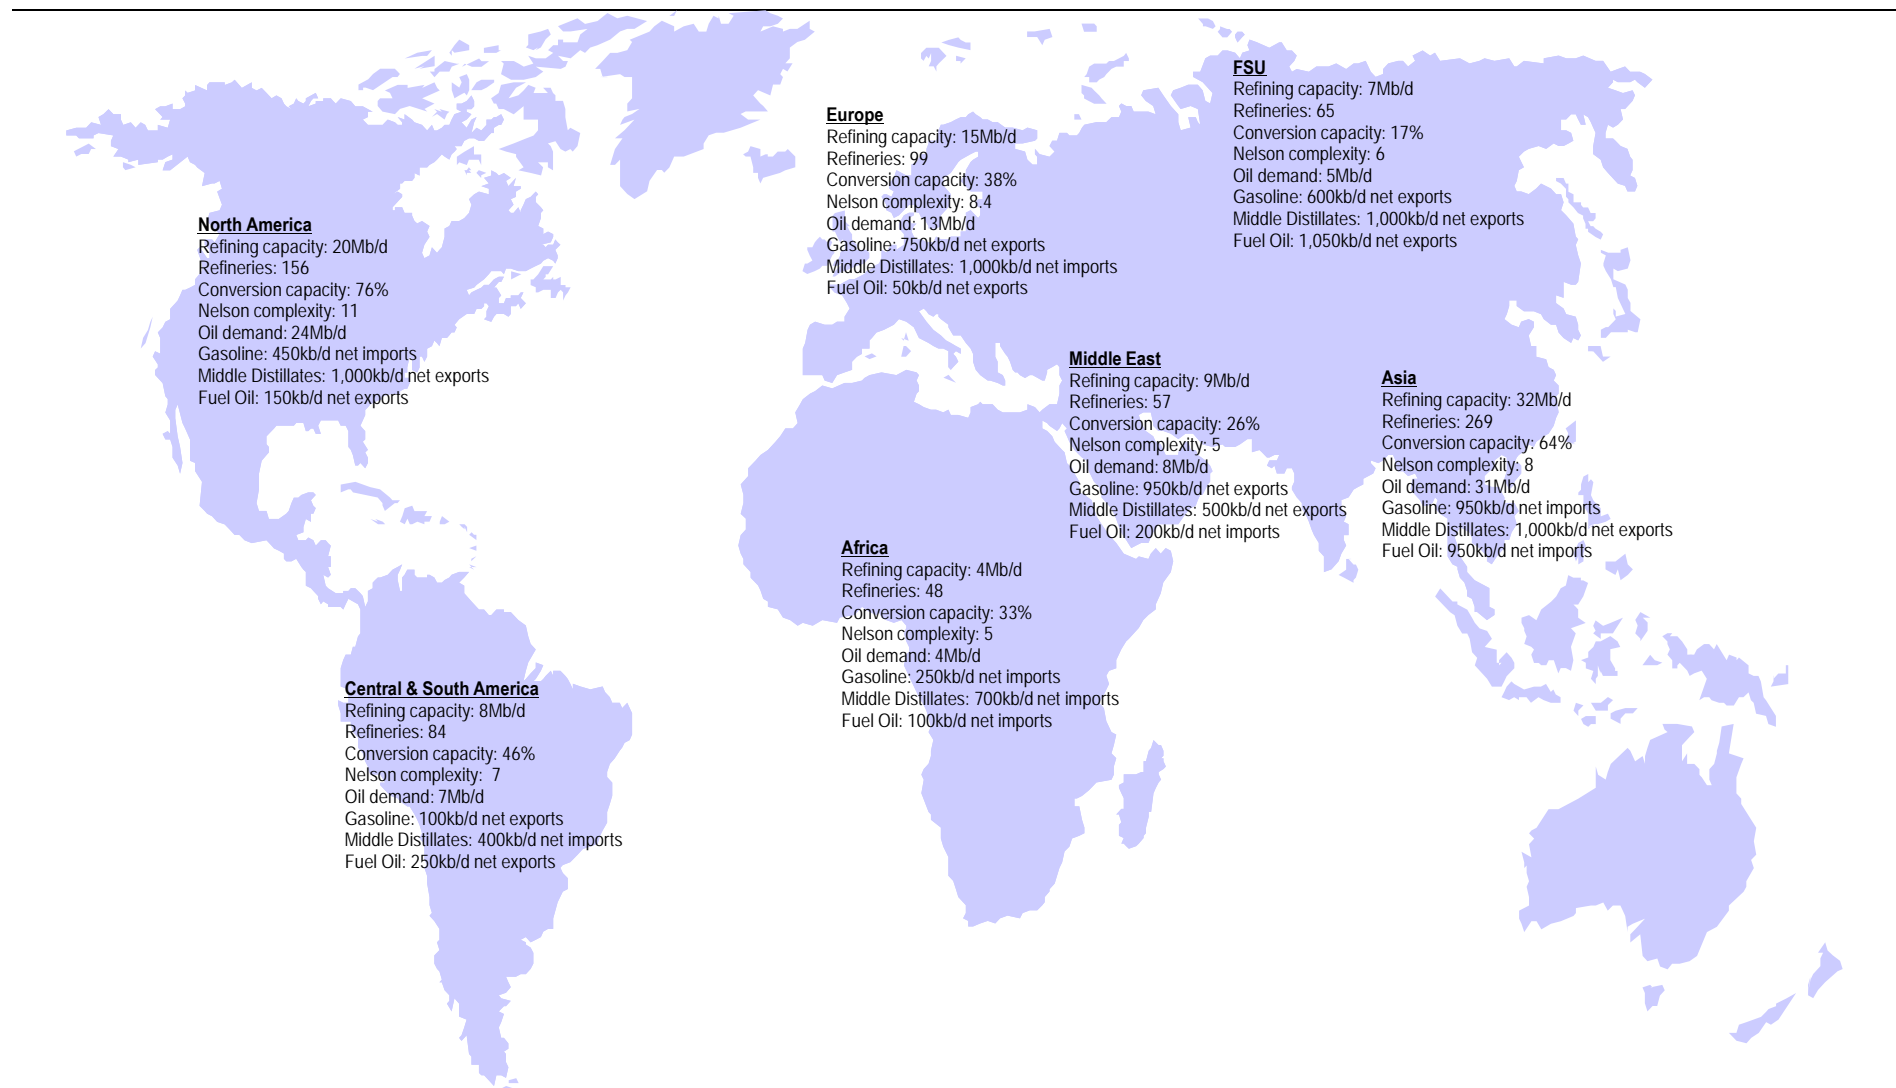 FSU
Refining capacity: 7Mb/d
Refineries: 65
Conversion capacity: 17%
Nelson complexity: 6
Oil demand: 5Mb/d
Gasoline: 600kb/d net exports
Middle Distillates: 1,000kb/d net exports
Fuel Oil: 1,050kb/d net exports
Europe
Refining capacity: 15Mb/d
Refineries: 99
Conversion capacity: 38%
Nelson complexity: 8.4
Oil demand: 13Mb/d
Gasoline: 750kb/d net exports
Middle Distillates: 1,000kb/d net imports
Fuel Oil: 50kb/d net exports
North America
Refining capacity: 20Mb/d
Refineries: 156
Conversion capacity: 76%
Nelson complexity: 11
Oil demand: 24Mb/d
Gasoline: 450kb/d net imports
Middle Distillates: 1,000kb/d net exports
Fuel Oil: 150kb/d net exports
Middle East
Refining capacity: 9Mb/d
Refineries: 57
Conversion capacity: 26%
Nelson complexity: 5
Oil demand: 8Mb/d
Gasoline: 950kb/d net exports
Middle Distillates: 500kb/d net exports
Fuel Oil: 200kb/d net imports
Asia
Refining capacity: 32Mb/d
Refineries: 269
Conversion capacity: 64%
Nelson complexity: 8
Oil demand: 31Mb/d
Gasoline: 950kb/d net imports
Middle Distillates: 1,000kb/d net exports
Fuel Oil: 950kb/d net imports
Africa
Refining capacity: 4Mb/d
Refineries: 48
Conversion capacity: 33%
Nelson complexity: 5
Oil demand: 4Mb/d
Gasoline: 250kb/d net imports
Middle Distillates: 700kb/d net imports
Fuel Oil: 100kb/d net imports
Central & South America
Refining capacity: 8Mb/d
Refineries: 84
Conversion capacity: 46%
Nelson complexity:  7
Oil demand: 7Mb/d
Gasoline: 100kb/d net exports
Middle Distillates: 400kb/d net imports
Fuel Oil: 250kb/d net exports